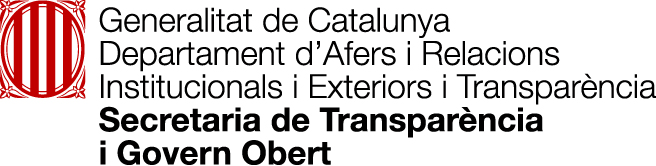 Generalitat de Catalunya
Departament d’Afers i Relacions
Institucionals i Exteriors i Transparència
Secretaria de Transparència
i Govern Obert